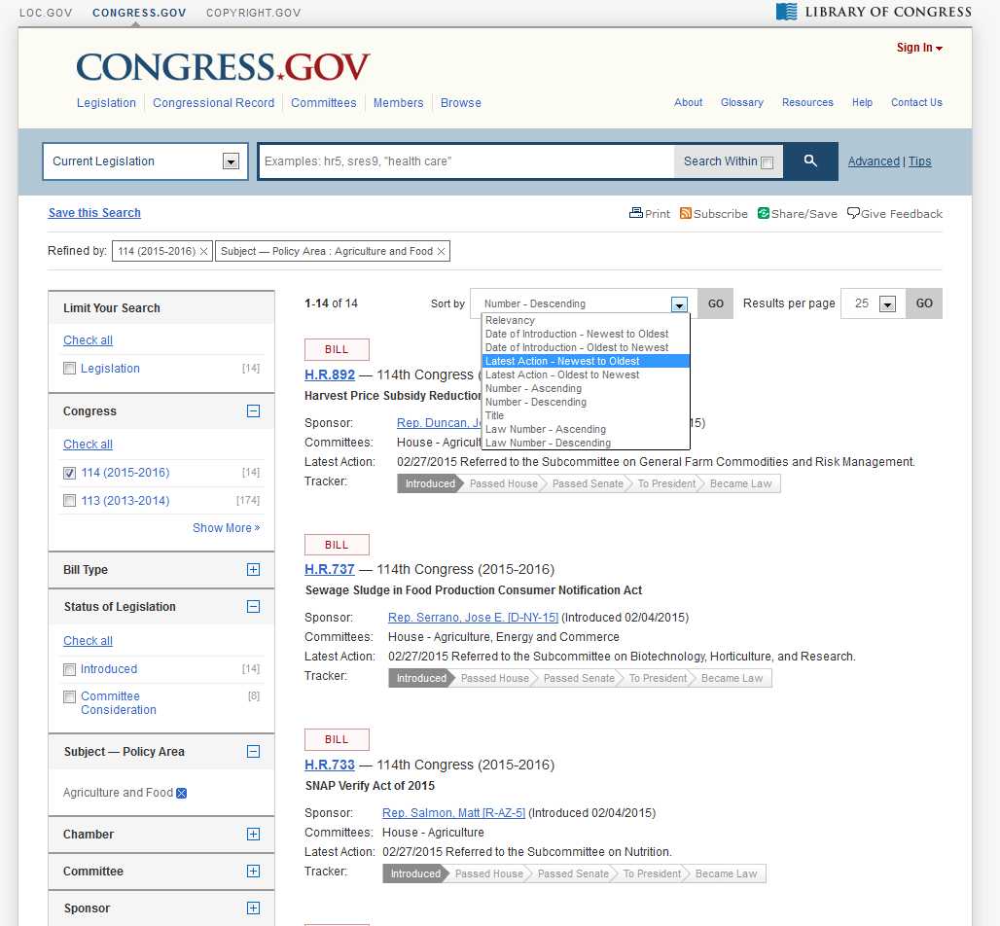 LOC.GOV CONGRESS.GOV COPYRIGHT.GOV LIBRARY OF CONGRESS
Sign In
CONGRESS.GOV
Legislation Congressional Record Committees Members Browse About Glossary Resources Help Contact Us
Current Legislation Examples: hr5, sres9, "health care" Search Within Advanced | Tips
Save this Search Print Subscribe Share/Save Give Feedback
Refined by: 114 (2015-2016) × Subject — Policy Area : Agriculture and Food ×
Limit Your Search
Check all
Legislation [14]
Congress
Check all
114 (2015-2016) [14]
113 (2013-2014) [174]
Show More »
Bill Type
Status of Legislation
Check all
Introduced [14]
Committee [8]
Consideration
Subject — Policy Area
Agriculture and Food
Chamber
Committee
Sponsor
1-14 of 14 Sort by Number - Descending GO Results per page 25 GO
Relevancy
Date of Introduction - Newest to Oldest
Date of Introduction - Oldest to Newest
Latest Action - Newest to Oldest
Latest Action - Oldest to Newest
Number - Ascending
Number - Descending
Title
Law Number - Ascending
Law Number - Descending
BILL
H.R.892 — 114th Congress (
Harvest Price Subsidy Reduction
Sponsor: Rep. Duncan, J 15)
Committees: House - Agricult
Latest Action: 02/27/2015 Referred to the Subcommittee on General Farm Commodities and Risk Management.
Tracker: Introduced Passed House Passed Senate To President Became Law
BILL
H.R.737 — 114th Congress (2015-2016)
Sewage Sludge in Food Production Consumer Notification Act
Sponsor: Rep. Serrano, Jose E. [D-NY-15] (Introduced 02/04/2015)
Committees: House - Agriculture, Energy and Commerce
Latest Action: 02/27/2015 Referred to the Subcommittee on Biotechnology, Horticulture, and Research.
Tracker: Introduced Passed House Passed Senate To President Became Law
BILL
H.R.733 — 114th Congress (2015-2016)
SNAP Verify Act of 2015
Sponsor: Rep. Salmon, Matt [R-AZ-5] (Introduced 02/04/2015)
Committees: House - Agriculture
Latest Action: 02/27/2015 Referred to the Subcommittee on Nutrition.
Tracker: Introduced Passed House Passed Senate To President Became Law